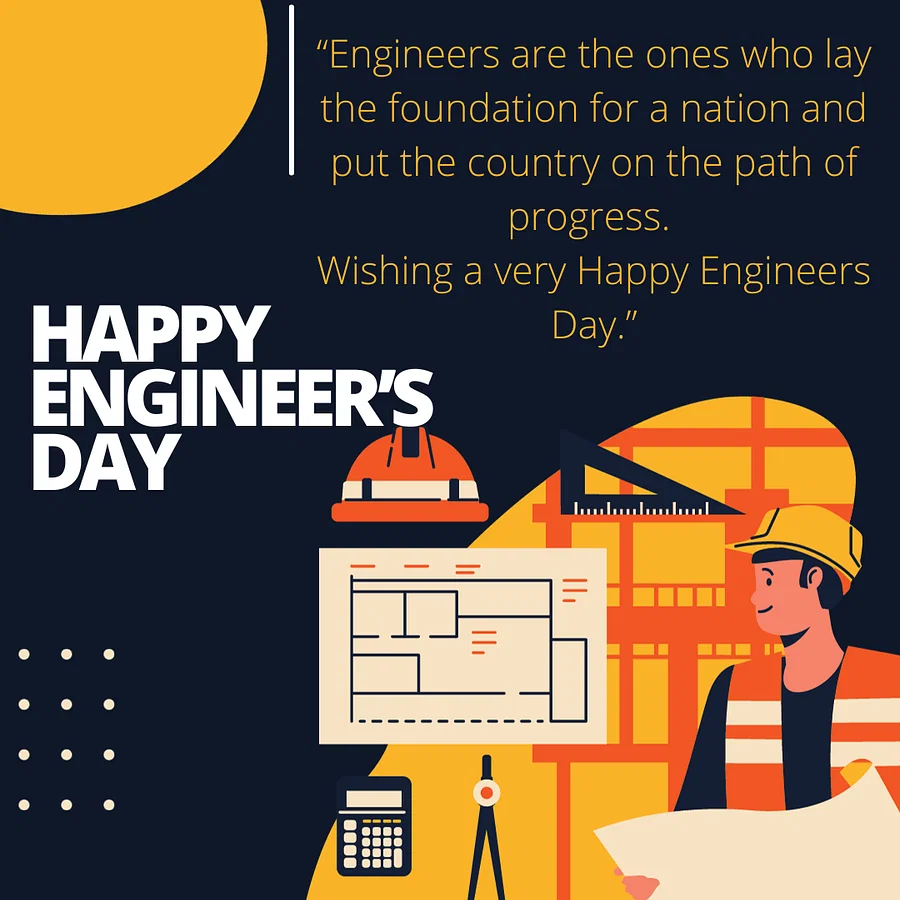 “Engineers are the ones who lay
the foundation for a nation and
put the country on the path of
progress.
Wishing a very Happy Engineers
Day.”
HAPPY
ENGINEER’S
DAY